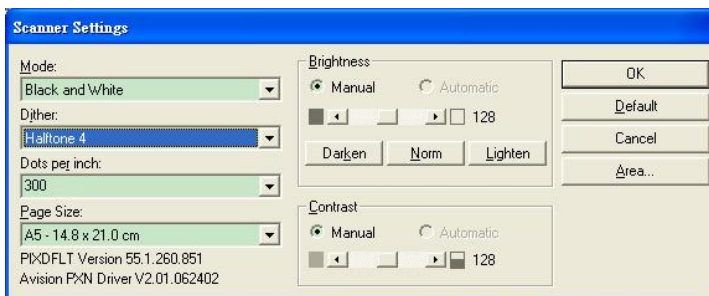 Scanner Settings
Mode:
Black and White
Dither:
Halftone 4
Dots per inch:
300
Page Size:
A5 - 14.8 x 21.0 cm
PIXDFLT Version 55.1.260.851
Avision PXN Driver V2.01.062402
Brightness
Manual Automatic
128
Darken Norm Lighten
Contrast
Manual Automatic
128
OK
Default
Cancel
Area...